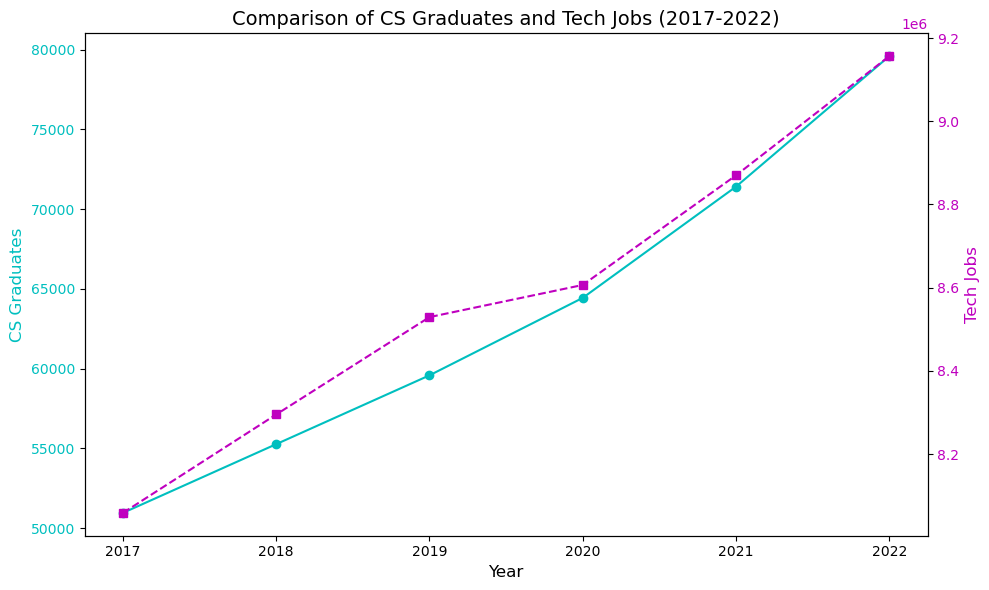 Comparison of CS Graduates and Tech Jobs (2017-2022)
1e6
80000
75000
70000
65000
60000
55000
50000
CS Graduates
9.2
9.0
8.8
8.6
8.4
8.2
Tech Jobs
2017 2018 2019 2020 2021 2022
Year